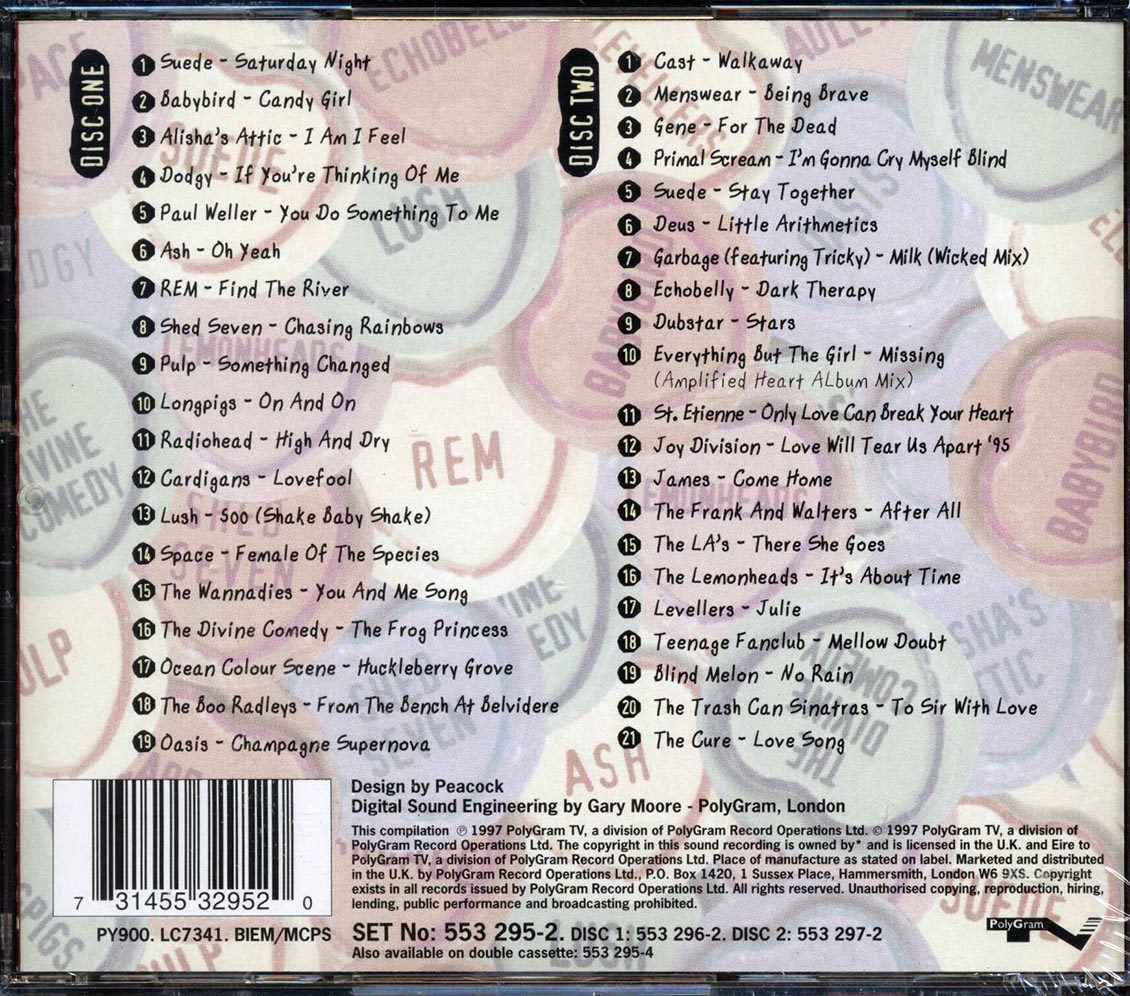 DISC ONE
1 Suede - Saturday Night
2 Babybird - Candy Girl
3 Alisha's Attic - I Am I Feel
4 Dodgy - If You're Thinking Of Me
5 Paul Weller - You Do Something To Me
6 Ash - Oh Yeah
7 REM - Find The River
8 Shed Seven - Chasing Rainbows
9 Pulp - Something Changed
10 Longpigs - On And On
11 Radiohead - High And Dry
12 Cardigans - Lovefool
13 Lush - 500 (Shake Baby Shake)
14 Space - Female Of The Species
15 The Wannadies - You And Me Song
16 The Divine Comedy - The Frog Princess
17 Ocean Colour Scene - Huckleberry Grove
18 The Boo Radleys - From The Bench At Belvidere
19 Oasis - Champagne Supernova
DISC TWO
1 Cast - Walkaway
2 Menswear - Being Brave
3 Gene - For The Dead
4 Primal Scream - I'm Gonna Cry Myself Blind
5 Suede - Stay Together
6 Deus - Little Arithmetics
7 Garbage (featuring Tricky) - Milk (Wicked Mix)
8 Echobelly - Dark Therapy
9 Dubstar - Stars
10 Everything But The Girl - Missing
(Amplified Heart Album Mix)
11 St. Etienne - Only Love Can Break Your Heart
12 Joy Division - Love Will Tear Us Apart '95
13 James - Come Home
14 The Frank And Walters - After All
15 The LA's - There She Goes
16 The Lemonheads - It's About Time
17 Levellers - Julie
18 Teenage Fanclub - Mellow Doubt
19 Blind Melon - No Rain
20 The Trash Can Sinatras - To Sir With Love
21 The Cure - Love Song
Design by Peacock
Digital Sound Engineering by Gary Moore - PolyGram, London
This compilation ℗ 1997 PolyGram TV, a division of PolyGram Record Operations Ltd. © 1997 PolyGram TV, a division of
PolyGram Record Operations Ltd. The copyright in this sound recording is owned by* and is licensed in the U.K. and Eire to
PolyGram TV, a division of PolyGram Record Operations Ltd. Place of manufacture as stated on label. Marketed and distributed
in the U.K. by PolyGram Record Operations Ltd., P.O. Box 1420, 1 Sussex Place, Hammersmith, London W6 9XS. Copyright
exists in all records issued by PolyGram Record Operations Ltd. All rights reserved. Unauthorised copying, reproduction, hiring,
lending, public performance and broadcasting prohibited.
7 31455 32952 0
PY900. LC7341. BIEM/MCPS
SET No: 553 295-2. DISC 1: 553 296-2. DISC 2: 553 297-2
Also available on double cassette: 553 295-4
PolyGram
ECHOBELL
MENSWEAR
SUEDE
LUSH
OASIS
BABYBIRD
BABYBIRD
LEMONHEADS
REM
THE DIVINE COMEDY
SHED SEVEN
LEMONHEADS
SHED SEVEN
ASH
THE DIVINE COMEDY
LUSH
SUEDE